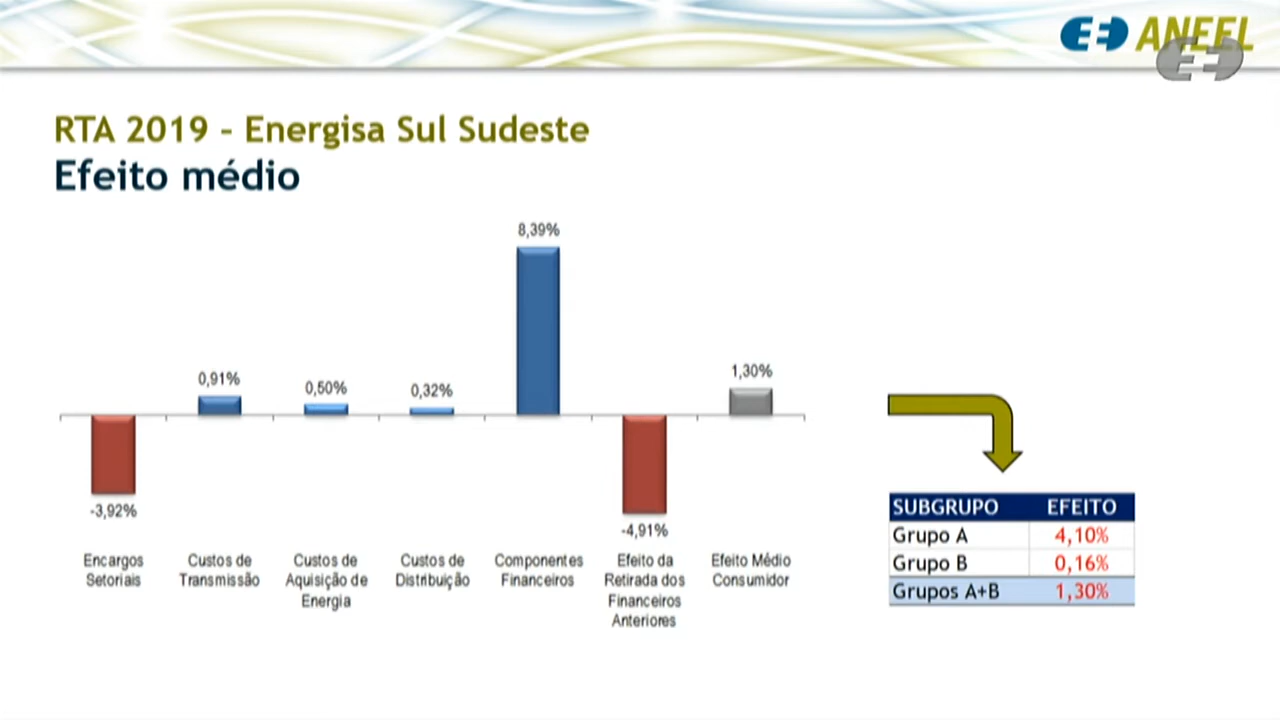 ANEEL
RTA 2019 – Energisa Sul Sudeste
Efeito médio
8,39%
0,91%
0,50%
0,32%
1,30%
-3,92%
-4,91%
Encargos
Setoriais
Custos de
Transmissão
Custos de
Aquisição de
Energia
Custos de
Distribuição
Componentes
Financeiros
Efeito da
Retirada dos
Financeiros
Anteriores
Efeito Médio
Consumidor
SUBGRUPO EFEITO
Grupo A 4,10%
Grupo B 0,16%
Grupos A+B 1,30%